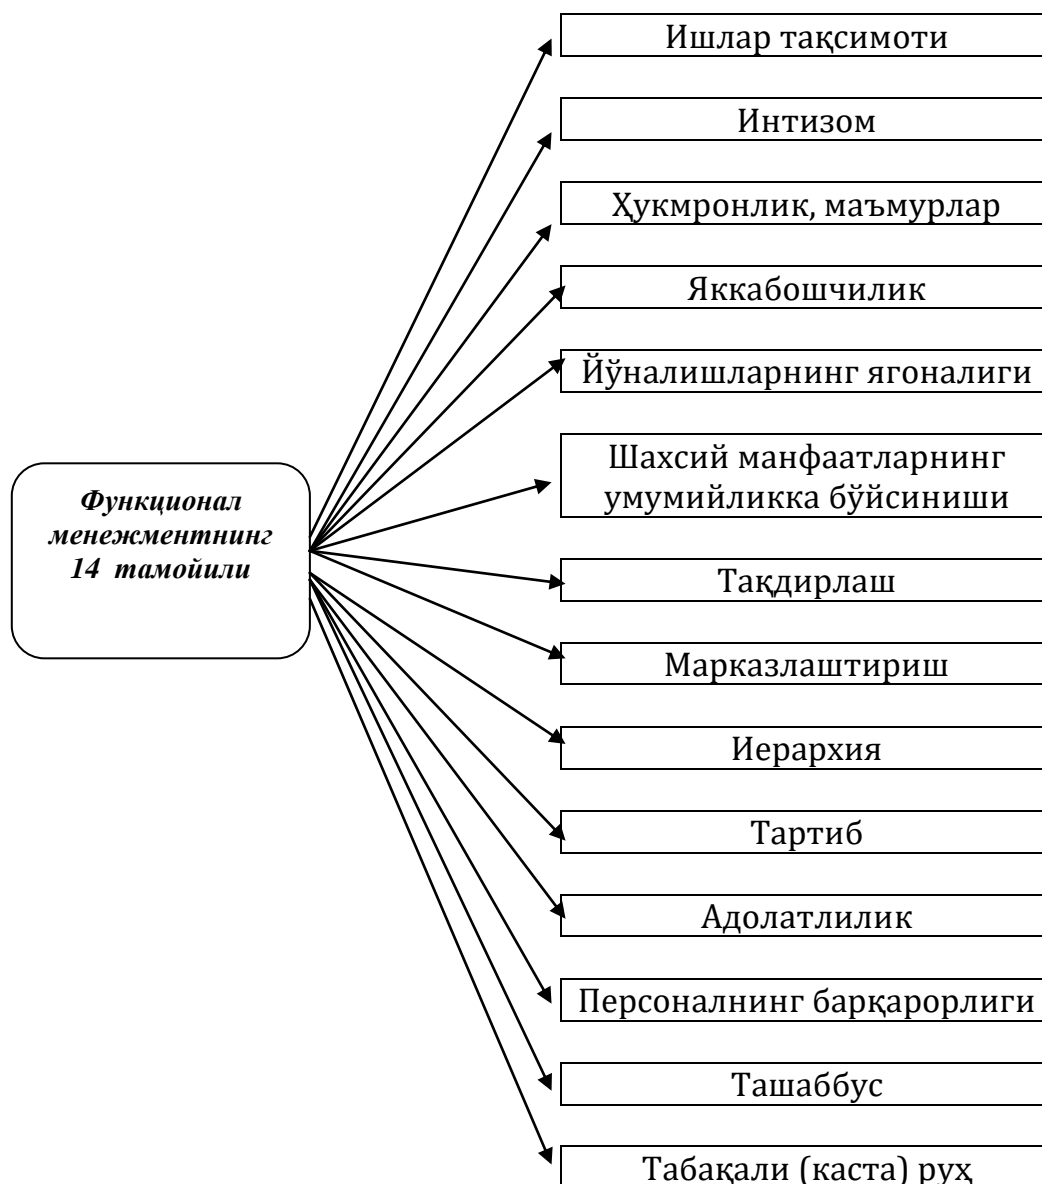 Ишлар тақсимоти
Интизом
Ҳукмронлик, маъмурлар
Яккабошчилик
Йўналишларнинг ягоналиги
Шахсий манфаатларнинг
умумийликка бўйсиниши
Функционал
менежментнинг
14 тамойили
Тақдирлаш
Марказлаштириш
Иерархия
Тартиб
Адолатлилик
Персоналнинг барқарорлиги
Ташаббус
Табақали (каста) руҳ